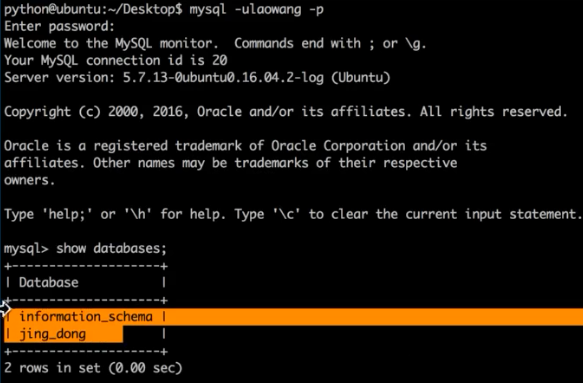 python@ubuntu:~/Desktop$ mysql -ulaowang -p
Enter password:
Welcome to the MySQL monitor.  Commands end with ; or \g.
Your MySQL connection id is 20
Server version: 5.7.13-0ubuntu0.16.04.2-log (Ubuntu)

Copyright (c) 2000, 2016, Oracle and/or its affiliates. All rights reserved.

Oracle is a registered trademark of Oracle Corporation and/or its
affiliates. Other names may be trademarks of their respective
owners.

Type 'help;' or '\h' for help. Type '\c' to clear the current input statement.

mysql> show databases;
+--------------------+
| Database           |
+--------------------+
| information_schema |
| jing_dong          |
+--------------------+
2 rows in set (0.00 sec)